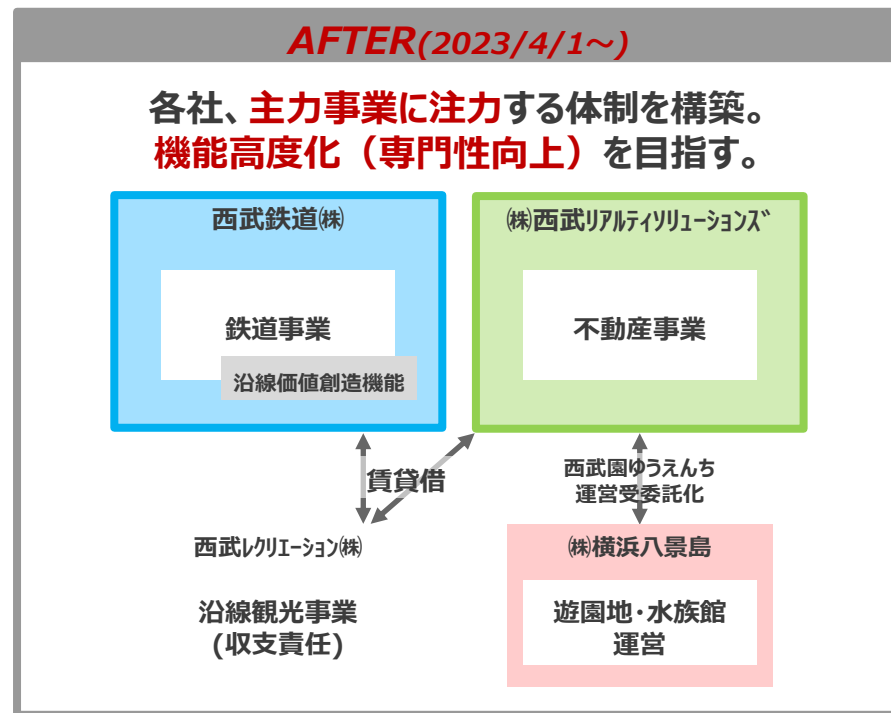 AFTER(2023/4/1～)
各社、主力事業に注力する体制を構築。
機能高度化（専門性向上）を目指す。
西武鉄道㈱
鉄道事業
沿線価値創造機能
㈱西武ﾘｱﾙﾃｨｿﾘｭｰｼｮﾝｽﾞ
不動産事業
賃貸借
西武園ゆうえんち
運営受委託化
西武ﾚｸﾘｴｰｼｮﾝ㈱
沿線観光事業
(収支責任)
㈱横浜八景島
遊園地･水族館
運営